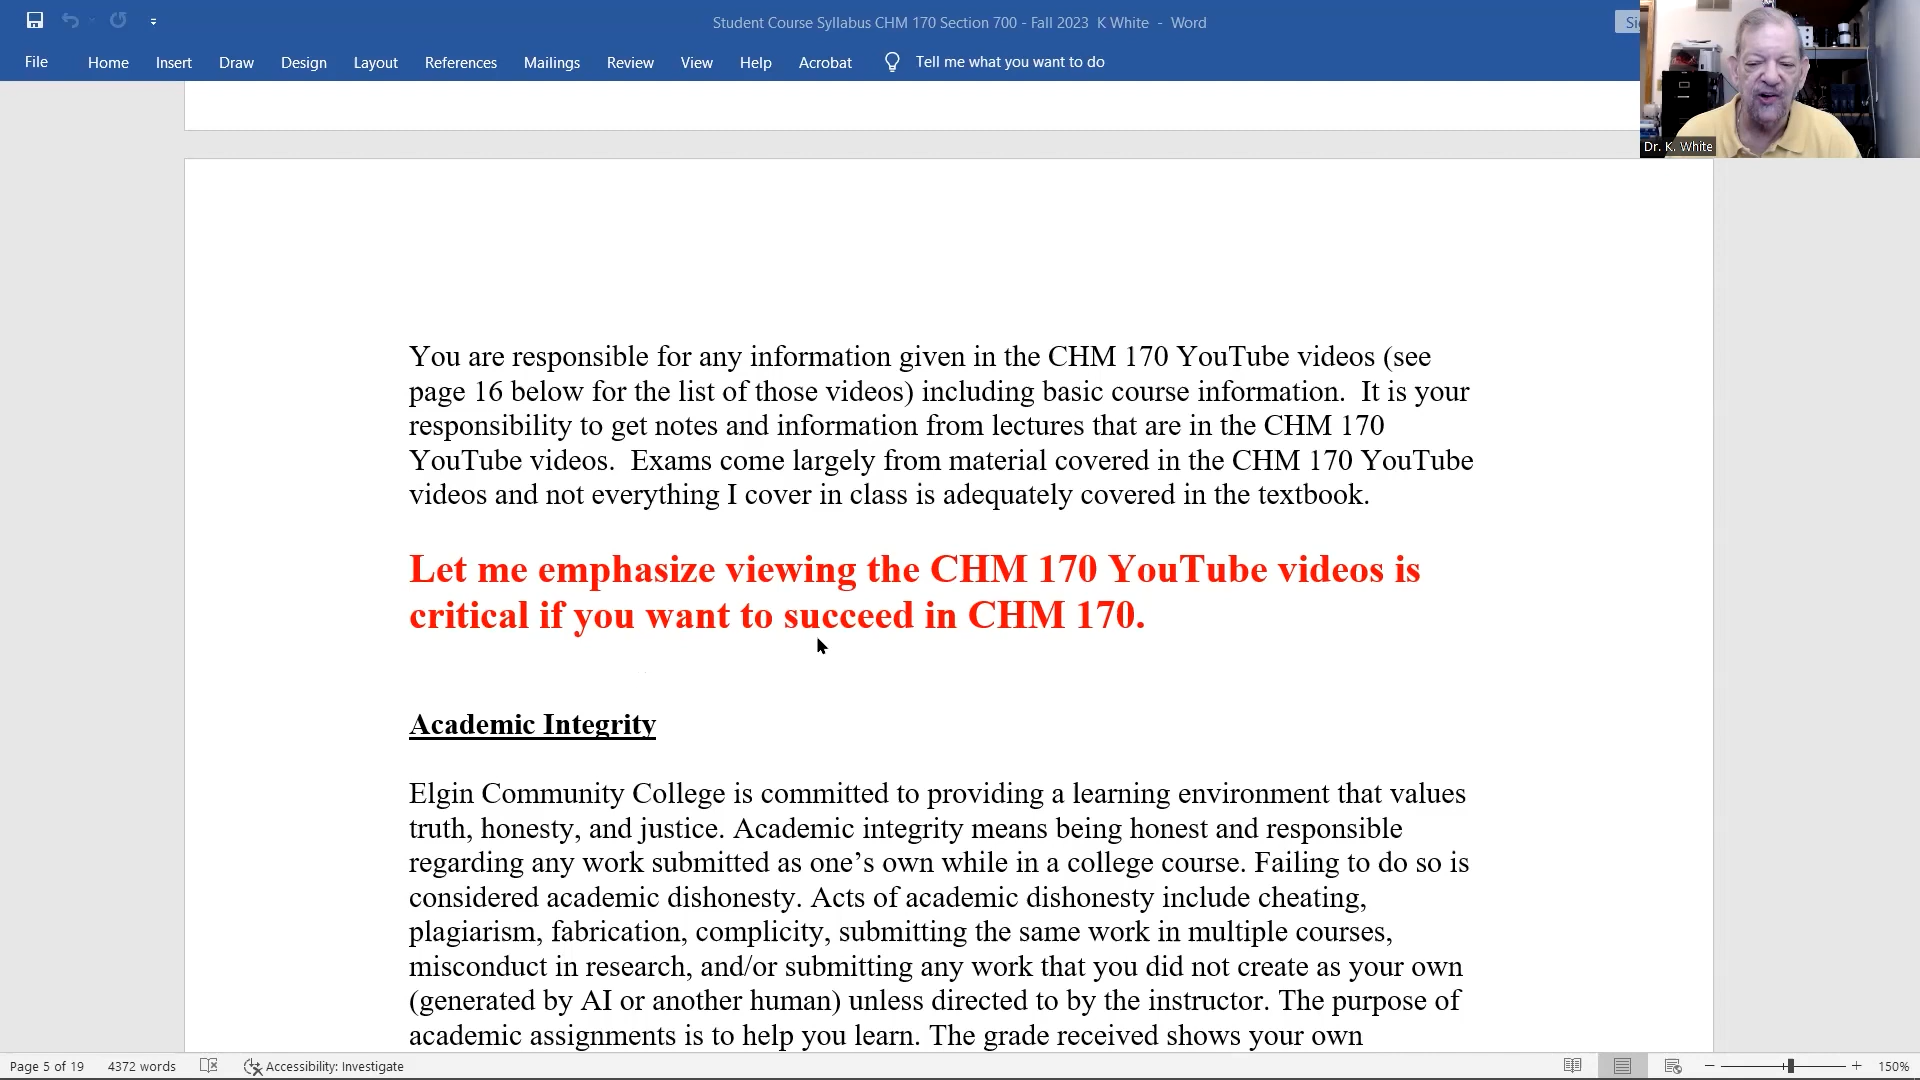 Student Course Syllabus CHM 170 Section 700 - Fall 2023 K White - Word
File Home Insert Draw Design Layout References Mailings Review View Help Acrobat Tell me what you want to do
Dr. K. White
You are responsible for any information given in the CHM 170 YouTube videos (see
page 16 below for the list of those videos) including basic course information.  It is your
responsibility to get notes and information from lectures that are in the CHM 170
YouTube videos.  Exams come largely from material covered in the CHM 170 YouTube
videos and not everything I cover in class is adequately covered in the textbook.
Let me emphasize viewing the CHM 170 YouTube videos is
critical if you want to succeed in CHM 170.
Academic Integrity
Elgin Community College is committed to providing a learning environment that values
truth, honesty, and justice. Academic integrity means being honest and responsible
regarding any work submitted as one’s own while in a college course. Failing to do so is
considered academic dishonesty. Acts of academic dishonesty include cheating,
plagiarism, fabrication, complicity, submitting the same work in multiple courses,
misconduct in research, and/or submitting any work that you did not create as your own
(generated by AI or another human) unless directed to by the instructor. The purpose of
academic assignments is to help you learn. The grade received shows your own
Page 5 of 19 4372 words Accessibility: Investigate 150%